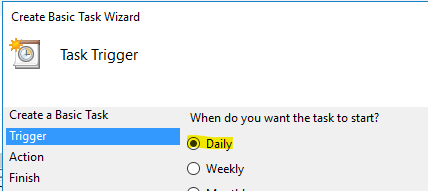 Create Basic Task Wizard
Task Trigger
Create a Basic Task
When do you want the task to start?
Trigger
Daily
Action
Weekly
Finish